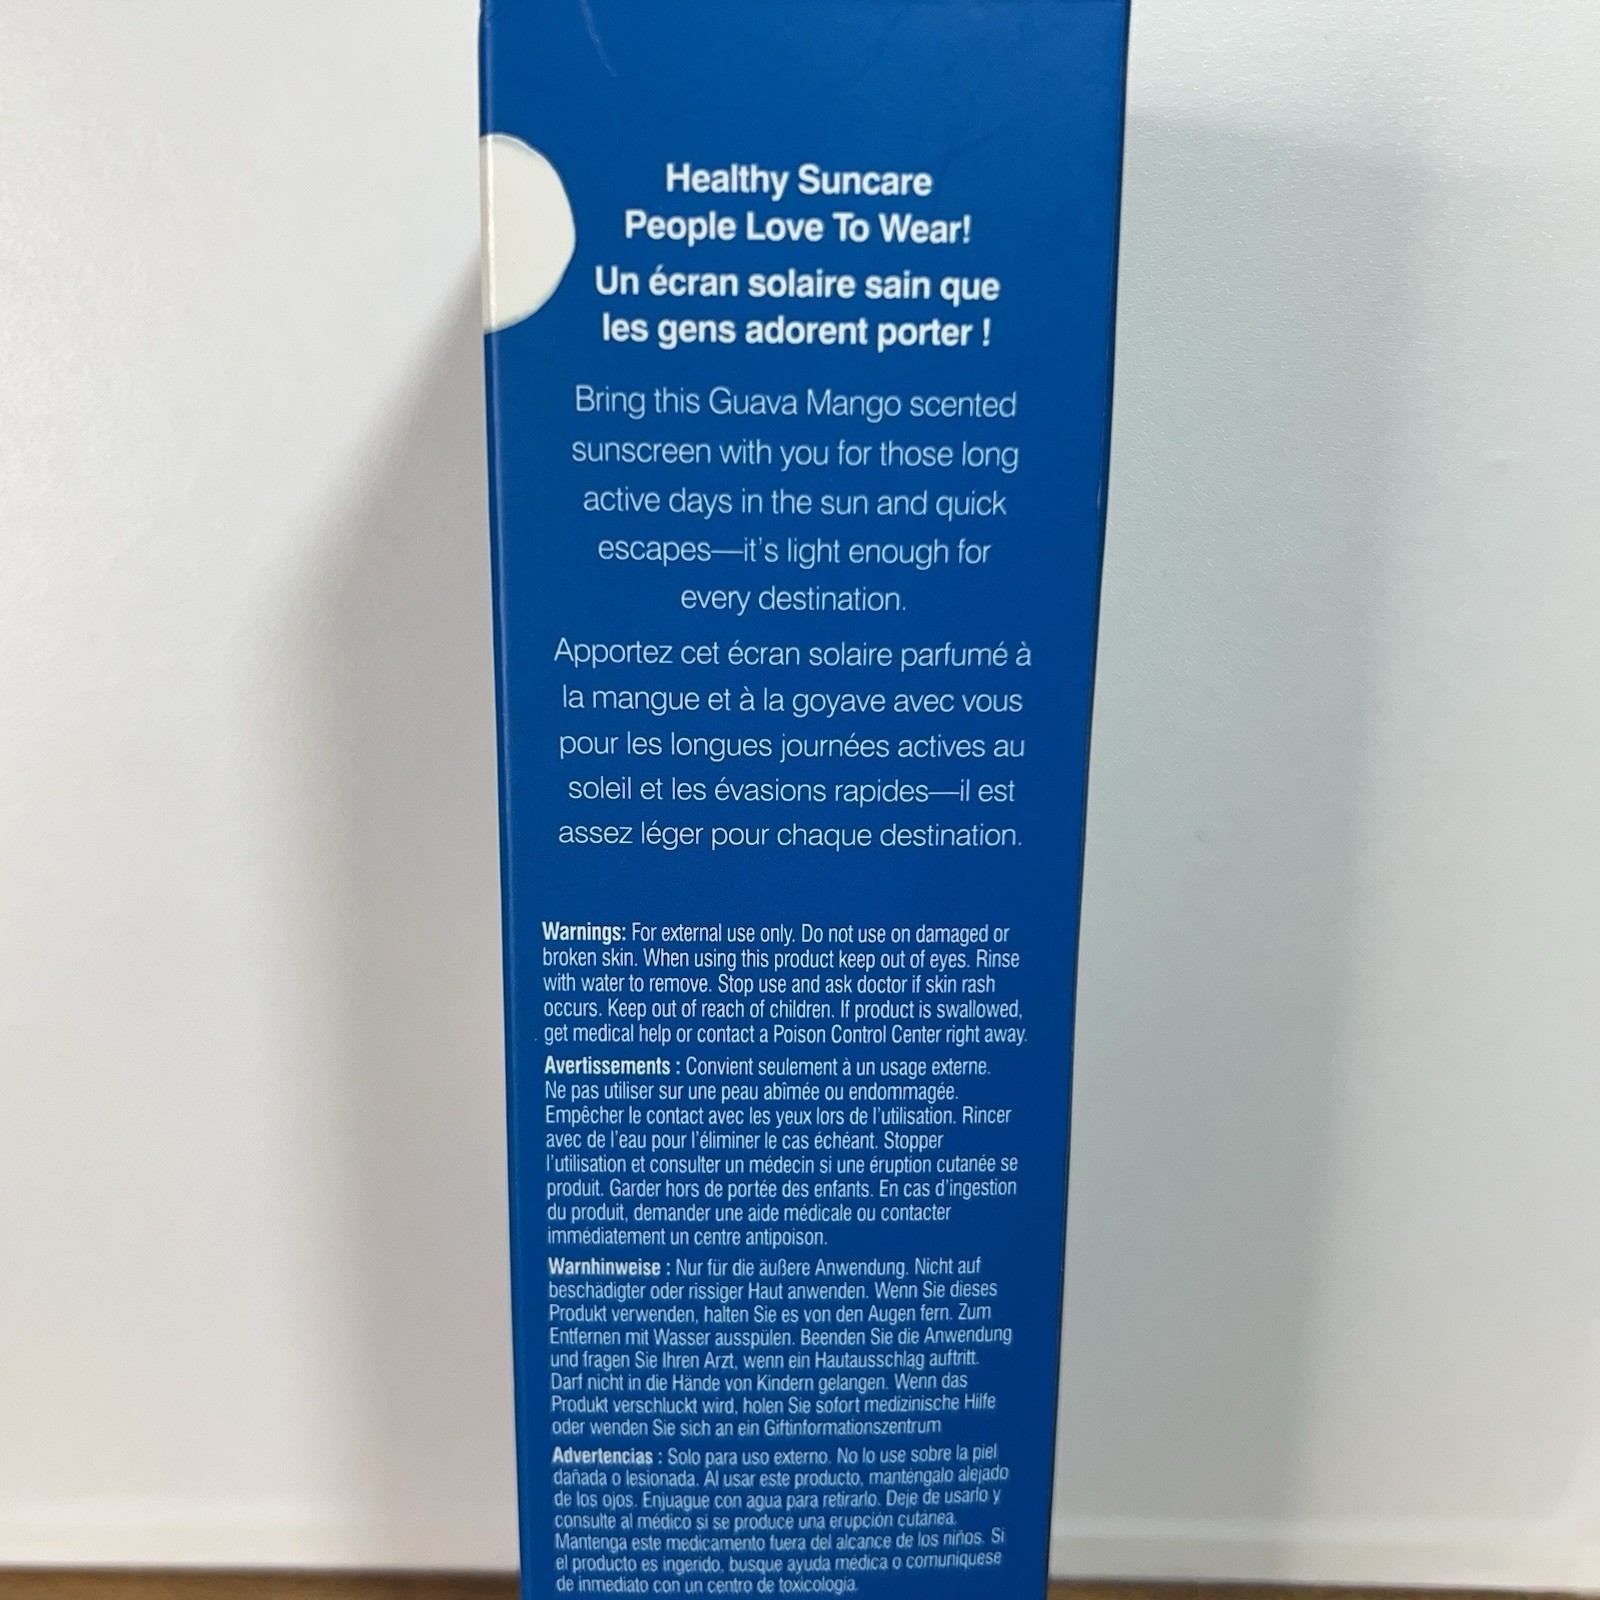 Healthy Suncare
People Love To Wear!
Un écran solaire sain que
les gens adorent porter !
Bring this Guava Mango scented
sunscreen with you for those long
active days in the sun and quick
escapes—it's light enough for
every destination.
Apportez cet écran solaire parfumé à
la mangue et à la goyave avec vous
pour les longues journées actives au
soleil et les évasions rapides—il est
assez léger pour chaque destination.
Warnings: For external use only. Do not use on damaged or
broken skin. When using this product keep out of eyes. Rinse
with water to remove. Stop use and ask doctor if skin rash
occurs. Keep out of reach of children. If product is swallowed,
get medical help or contact a Poison Control Center right away.
Avertissements : Convient seulement à un usage externe.
Ne pas utiliser sur une peau abîmée ou endommagée.
Empêcher le contact avec les yeux lors de l'utilisation. Rincer
avec de l'eau pour l'éliminer le cas échéant. Stopper
l'utilisation et consulter un médecin si une éruption cutanée se
produit. Garder hors de portée des enfants. En cas d'ingestion
du produit, demander une aide médicale ou contacter
immédiatement un centre antipoison.
Warnhinweise : Nur für die äußere Anwendung. Nicht auf
beschädigter oder rissiger Haut anwenden. Wenn Sie dieses
Produkt verwenden, halten Sie es von den Augen fern. Zum
Entfernen mit Wasser ausspülen. Beenden Sie die Anwendung
und fragen Sie Ihren Arzt, wenn ein Hautausschlag auftritt.
Darf nicht in die Hände von Kindern gelangen. Wenn das
Produkt verschluckt wird, holen Sie sofort medizinische Hilfe
oder wenden Sie sich an ein Giftinformationszentrum
Advertencias : Solo para uso externo. No lo use sobre la piel
dañada o lesionada. Al usar este producto, manténgalo alejado
de los ojos. Enjuague con agua para retirarlo. Deje de usarlo y
consulte al médico si se produce una erupción cutánea.
Mantenga este medicamento fuera del alcance de los niños. Si
el producto es ingerido, busque ayuda médica o comuníquese
de inmediato con un centro de toxicología.